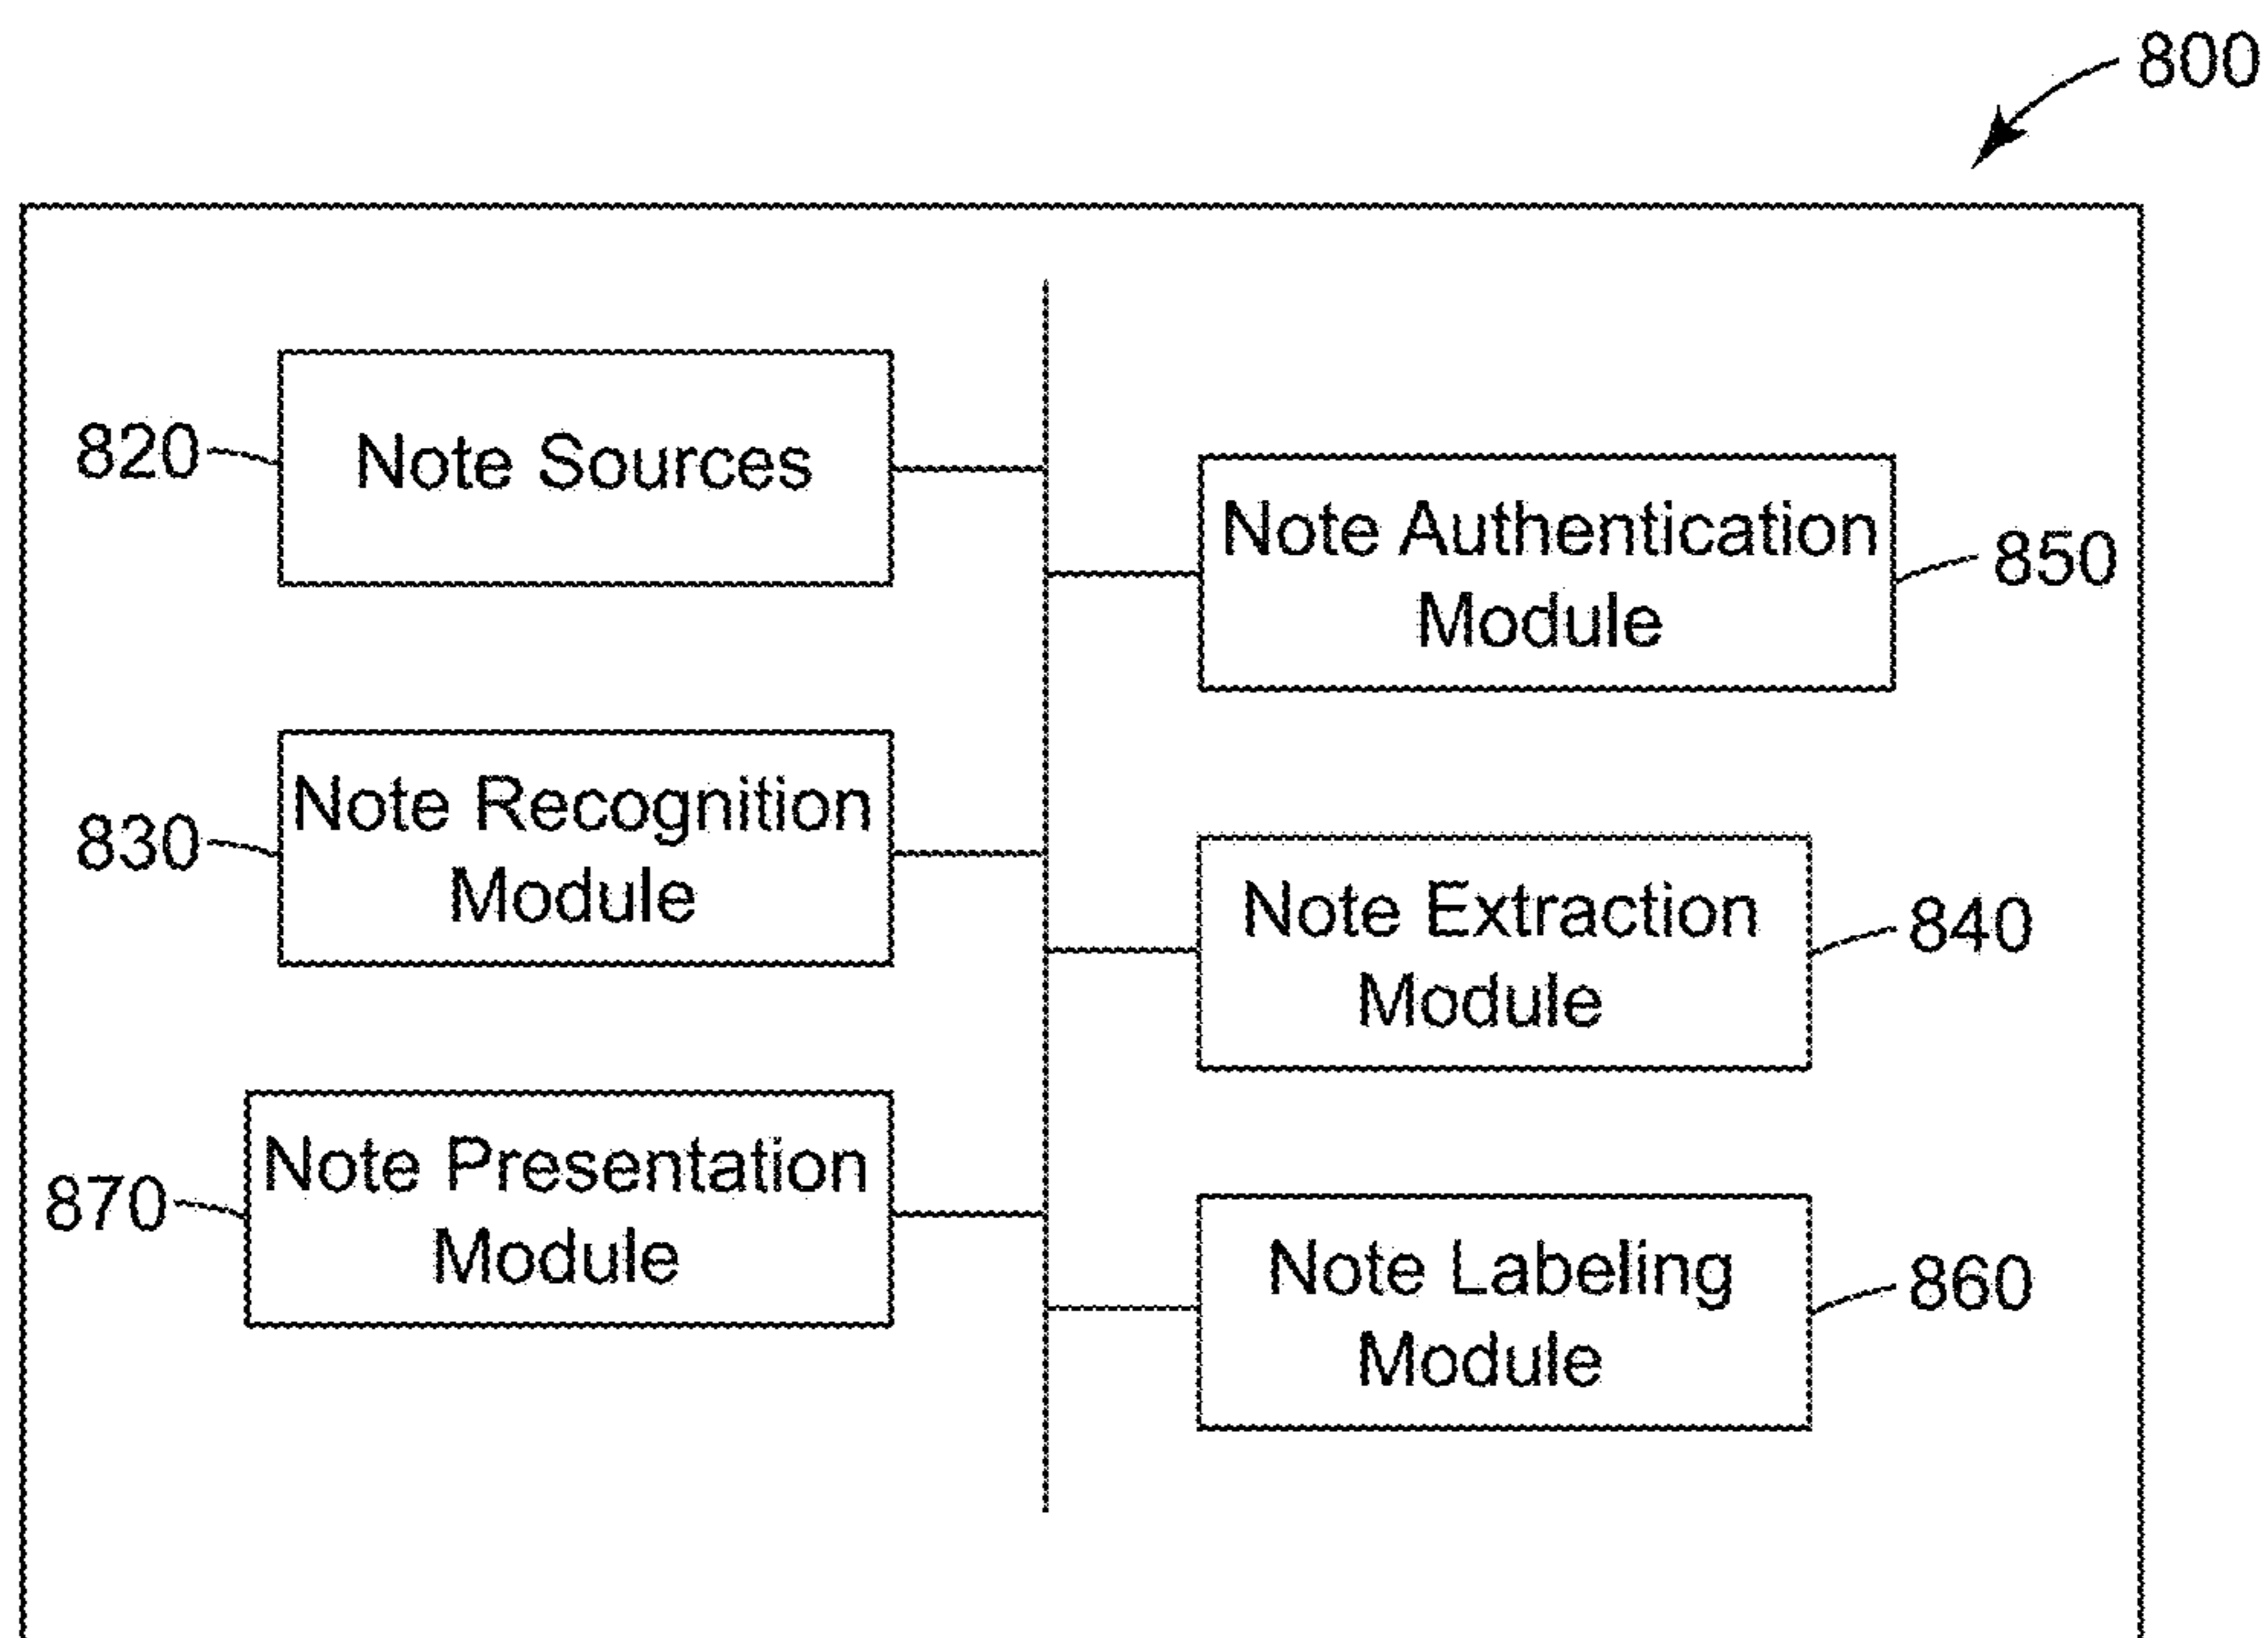 800
820
Note Sources
Note Authentication
Module
850
830
Note Recognition
Module
Note Extraction
Module
840
870
Note Presentation
Module
Note Labeling
Module
860